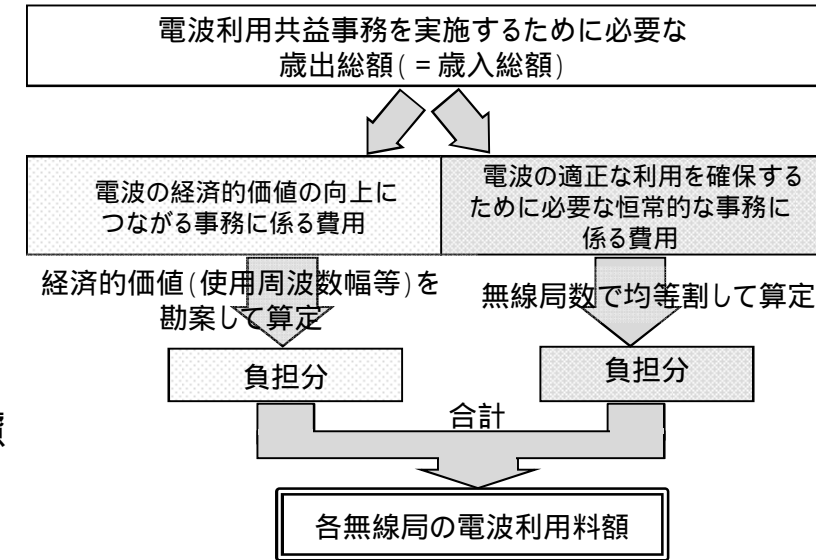 電波利用共益事務を実施するために必要な
歳出総額(=歳入総額)
電波の経済的価値の向上に
つながる事務に係る費用
電波の適正な利用を確保する
ために必要な恒常的な事務に
係る費用
経済的価値(使用周波数幅等)を
勘案して算定
無線局数で均等割して算定
負担分
負担分
合計
各無線局の電波利用料額